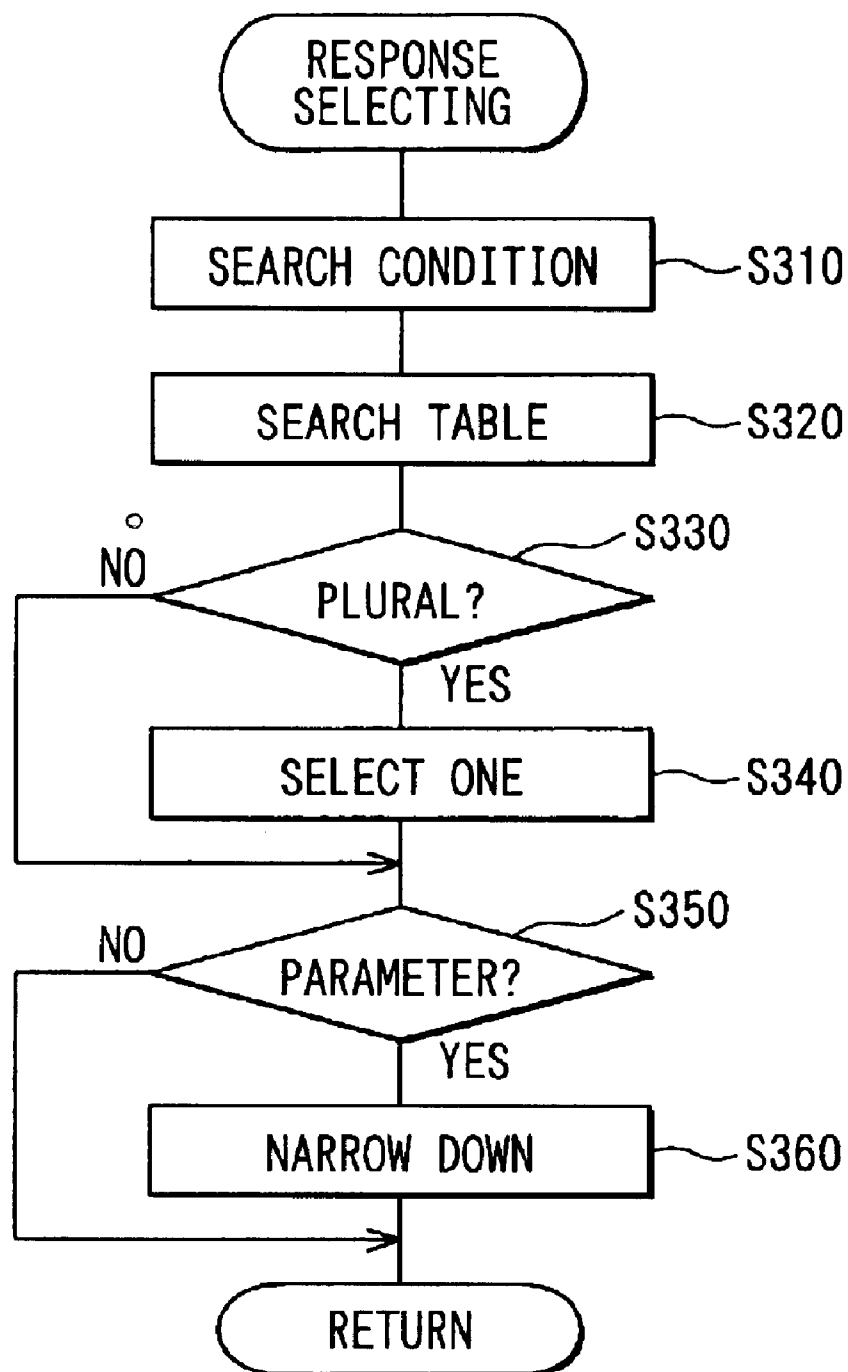 RESPONSE
SELECTING
SEARCH CONDITION
S310
SEARCH TABLE
S320
S330
NO
PLURAL?
YES
SELECT ONE
S340
S350
NO
PARAMETER?
YES
NARROW DOWN
S360
RETURN